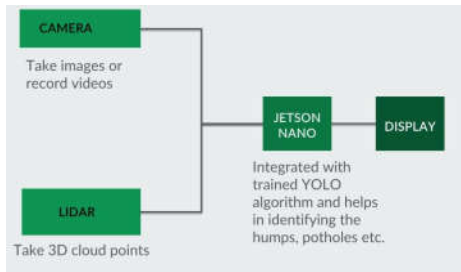 CAMERA
Take images or
record videos
JETSON
NANO
DISPLAY
Integrated with
trained YOLO
algorithm and helps
in identifying the
humps, potholes etc.
LIDAR
Take 3D cloud points